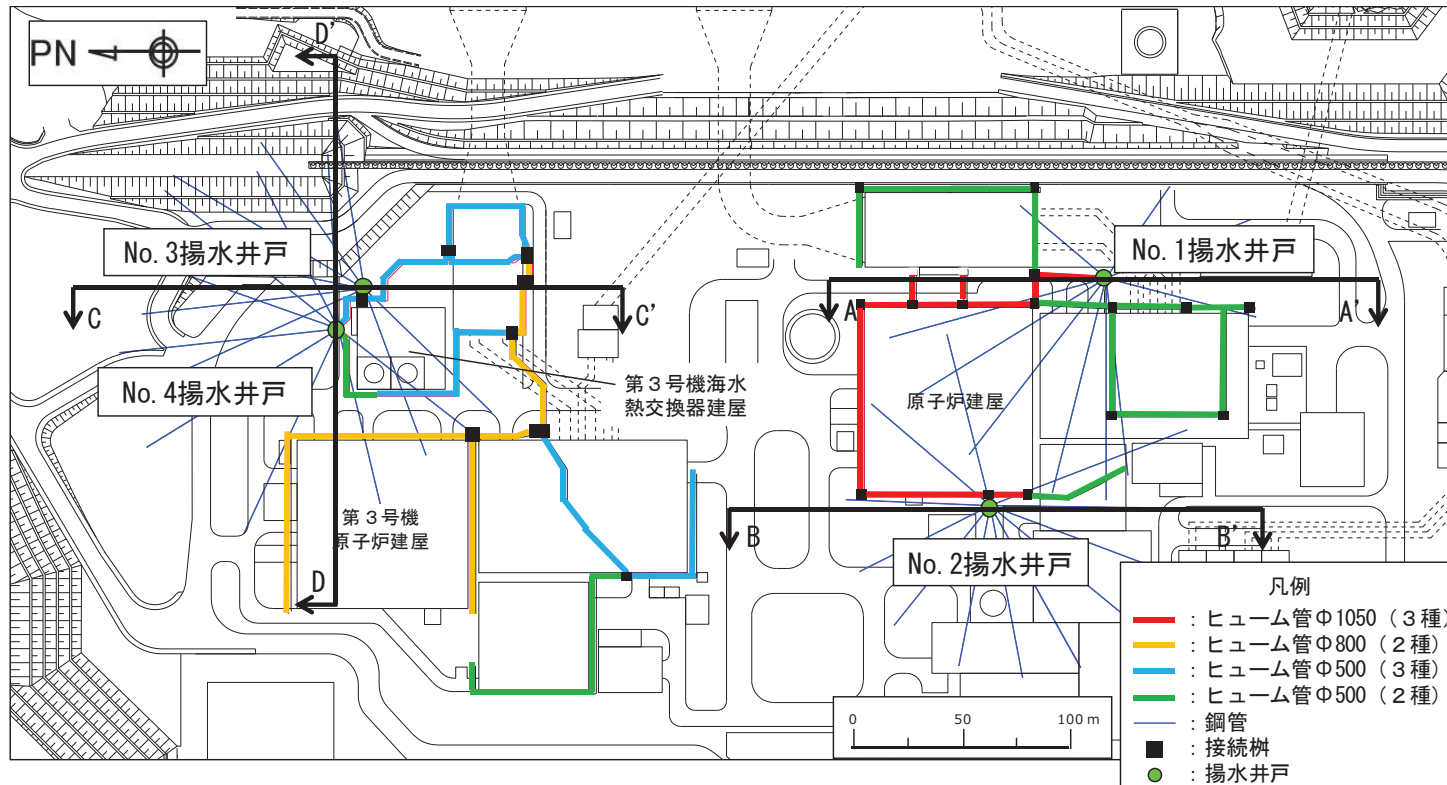 PN
D'
No. 3揚水井戸
No. 1揚水井戸
C
C'
A
A'
No. 4揚水井戸
第３号機海水
熱交換器建屋
原子炉建屋
第３号機
原子炉建屋
B
B'
No. 2揚水井戸
D
凡例
：ヒューム管Φ1050（３種）
：ヒューム管Φ800（２種）
：ヒューム管Φ500（３種）
：ヒューム管Φ500（２種）
：鋼管
：接続桝
：揚水井戸
0 50 100 m